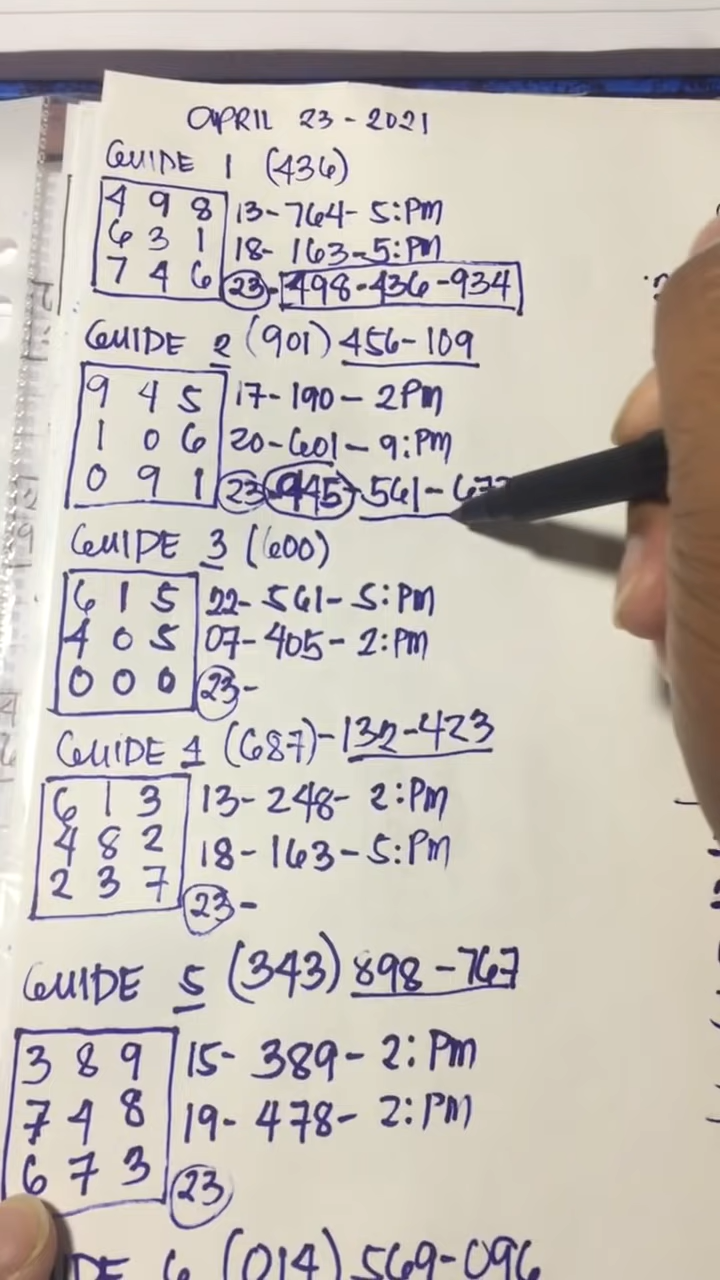 APRIL 23-2021
GUIDE 1 (436)
4 9 8 13-764-5:PM
6 3 1 18-163-5:PM
7 4 6 23-498-436-934
GUIDE 2 (901) 456-109
9 4 5 17-190-2PM
1 0 6 20-601-9:PM
0 9 1 23-945-561-
GUIDE 3 (600)
6 1 5 22-561-5:PM
4 0 5 07-405-2:PM
0 0 0 23-
GUIDE 4 (687)-132-423
6 1 3 13-248-2:PM
4 8 2 18-163-5:PM
2 3 7 23-
GUIDE 5 (343) 898-767
3 8 9 15-389-2:PM
7 4 8 19-478-2:PM
6 7 3 23
DE 6 (014) 569-096